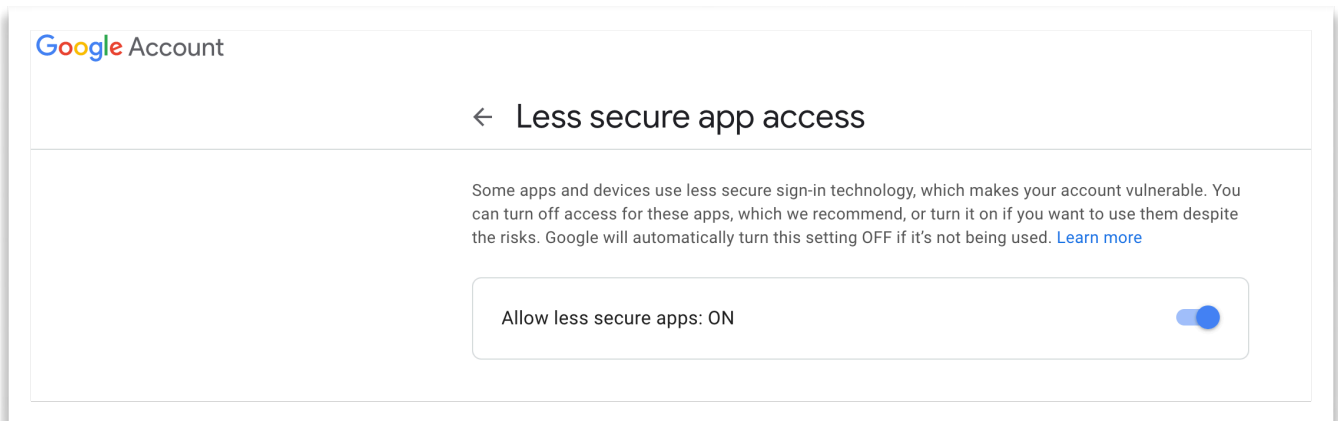 Google Account
← Less secure app access
Some apps and devices use less secure sign-in technology, which makes your account vulnerable. You
can turn off access for these apps, which we recommend, or turn it on if you want to use them despite
the risks. Google will automatically turn this setting OFF if it’s not being used. Learn more
Allow less secure apps: ON